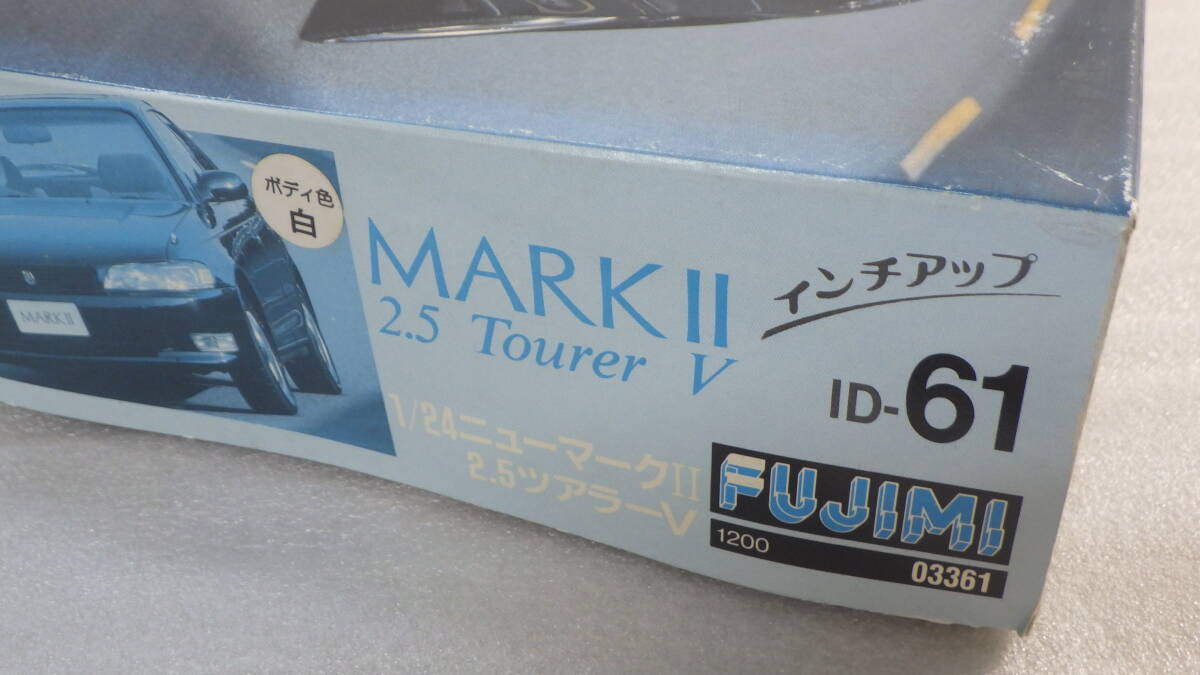 MARK II
ボディ色
白
MARK II
2.5 Tourer V
インチアップ
ID-61
1/24ニューマークII
2.5ツアラーV
FUJIMI
1200
03361